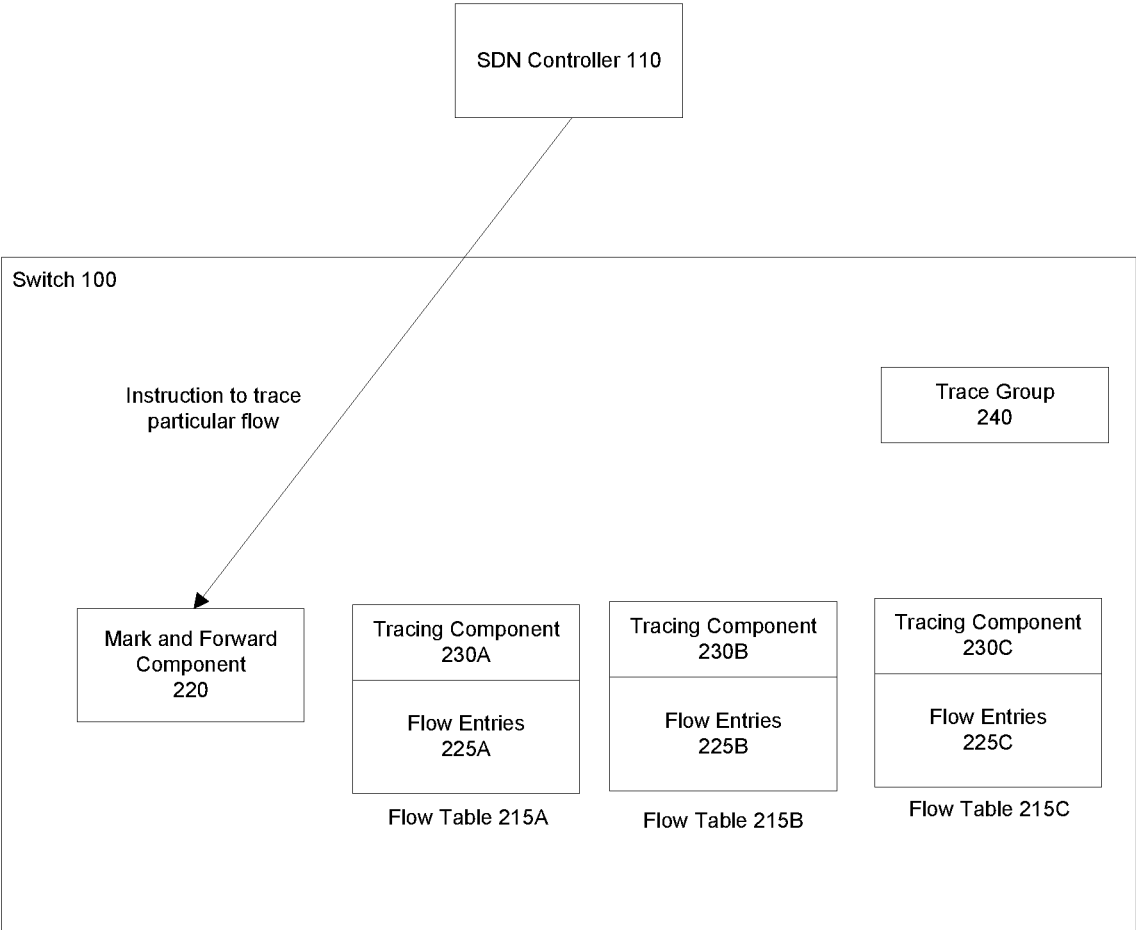 SDN Controller 110
Switch 100
Instruction to trace
particular flow
Trace Group
240
Mark and Forward
Component
220
Tracing Component
230A
Flow Entries
225A
Flow Table 215A
Tracing Component
230B
Flow Entries
225B
Flow Table 215B
Tracing Component
230C
Flow Entries
225C
Flow Table 215C